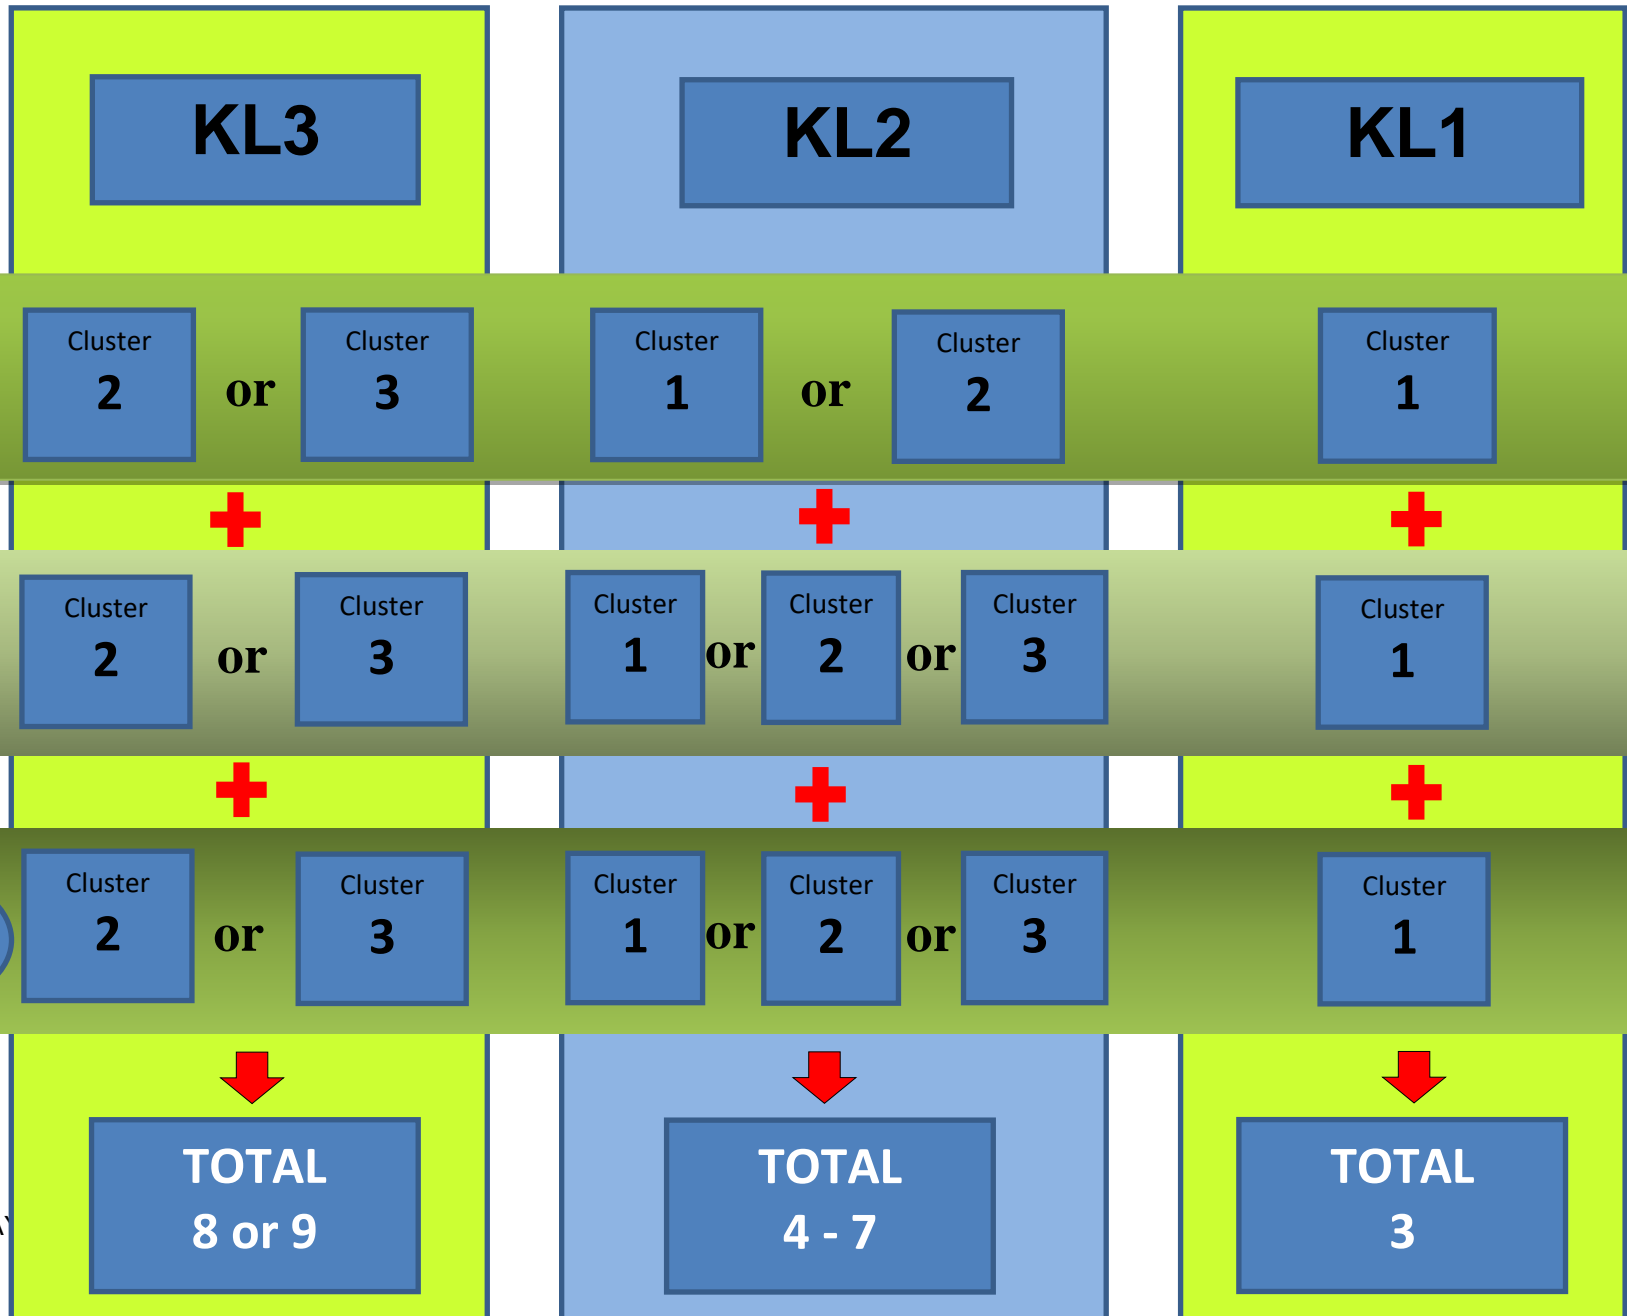 KL3 KL2 KL1
Cluster Cluster Cluster Cluster Cluster
2 or 3 1 or 2 1
Cluster Cluster Cluster Cluster Cluster Cluster
2 or 3 1 or 2 or 3 1
Cluster Cluster Cluster Cluster Cluster Cluster
2 or 3 1 or 2 or 3 1
TOTAL TOTAL TOTAL
8 or 9 4 - 7 3